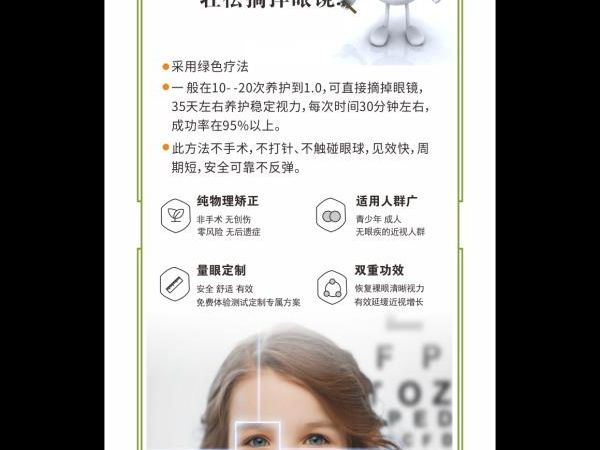 轻松摘掉眼镜
采用绿色疗法
一般在10--20次养护到1.0,可直接摘掉眼镜,
35天左右养护稳定视力,每次时间30分钟左右,
成功率在95%以上。
此方法不手术,不打针、不触碰眼球,见效快,周
期短,安全可靠不反弹。
纯物理矫正
非手术 无创伤
零风险 无后遗症
适用人群广
青少年 成人
无眼疾的近视人群
量眼定制
安全 舒适 有效
免费体验测试定制专属方案
双重功效
恢复裸眼清晰视力
有效延缓近视增长
F P
TOZ
PED